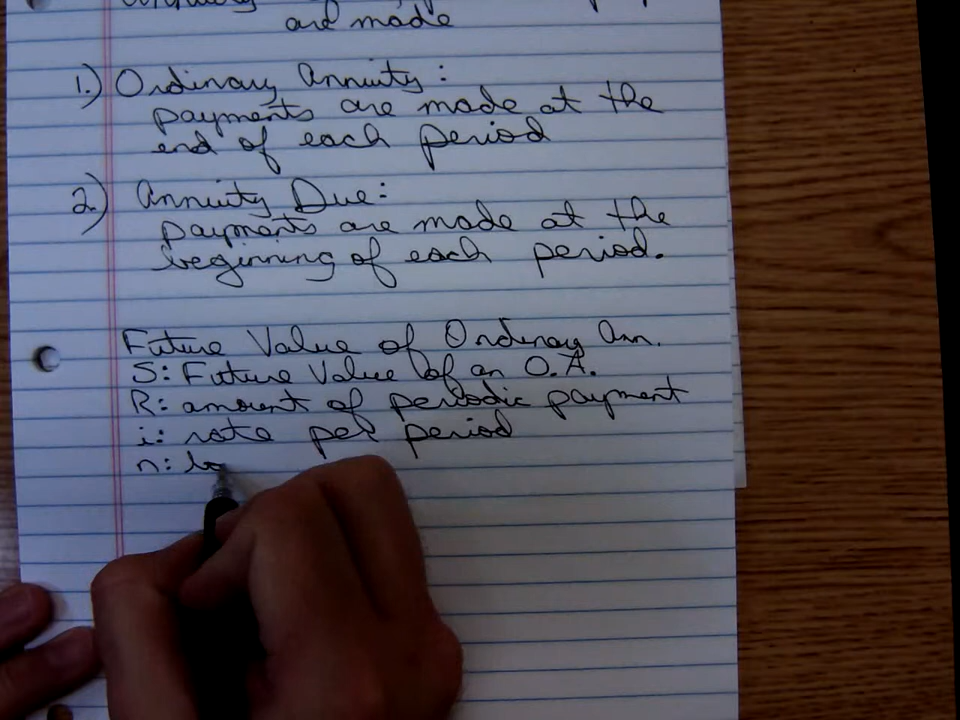 are made
1.) Ordinary Annuity:
payments are made at the
end of each period
2.) Annuity Due:
payments are made at the
beginning of each period.
Future Value of Ordinary Ann.
S: Future Value of an O.A.
R: amount of periodic payment
i: rate per period
n: